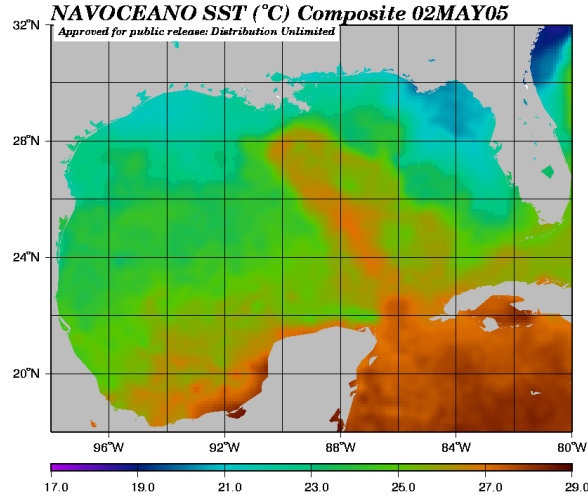 NAVOCEANO SST (°C) Composite 02MAY05
Approved for public release: Distribution Unlimited
32°N
28°N
24°N
20°N
96°W
92°W
88°W
84°W
80°W
17.0
19.0
21.0
23.0
25.0
27.0
29.0